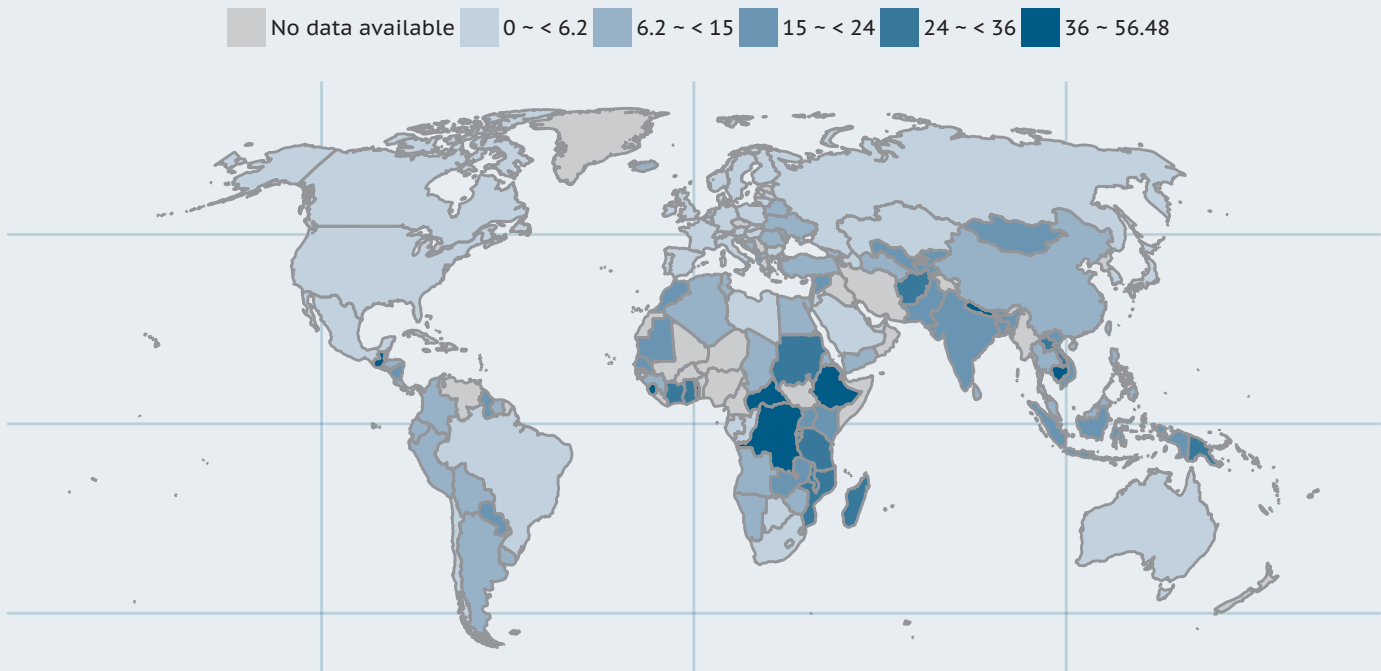 No data available 0 ~ < 6.2 6.2 ~ < 15 15 ~ < 24 24 ~ < 36 36 ~ 56.48